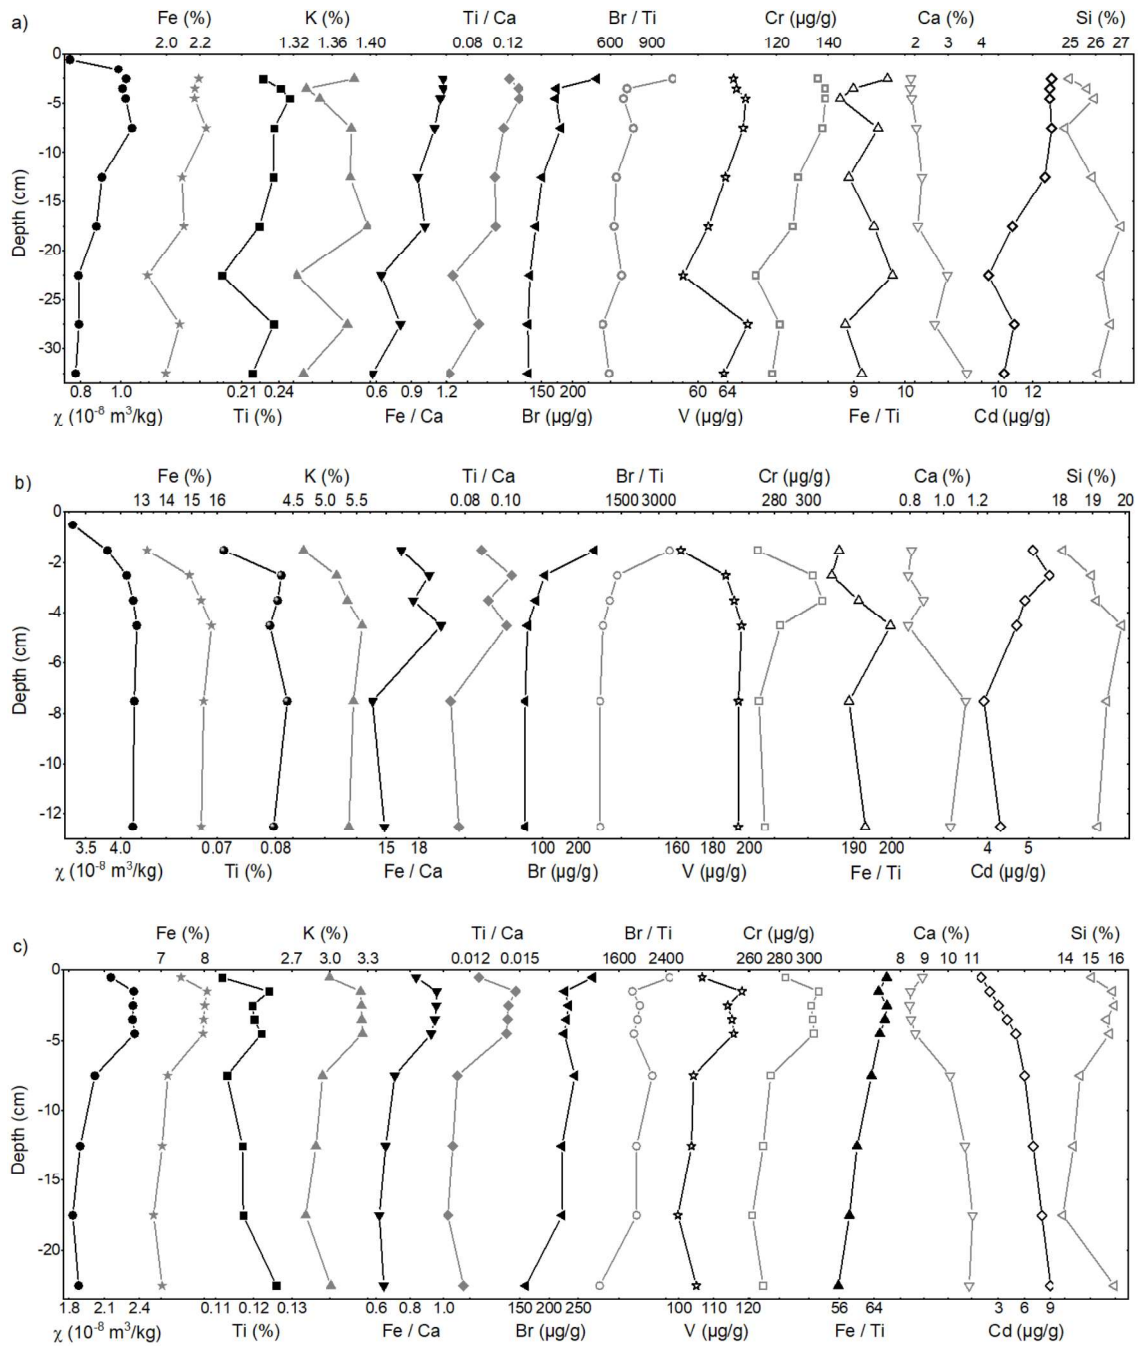 a)
Fe (%) K (%) Ti / Ca Br / Ti Cr (µg/g) Ca (%) Si (%)
2.0 2.2 1.32 1.36 1.40 0.08 0.12 600 900 120 140 2 3 4 25 26 27
0
-5
-10
-15
-20
-25
-30
Depth (cm)
0.8 1.0 0.21 0.24 0.6 0.9 1.2 150 200 60 64 9 10 10 12
χ (10⁻⁸ m³/kg) Ti (%) Fe / Ca Br (µg/g) V (µg/g) Fe / Ti Cd (µg/g)
b)
Fe (%) K (%) Ti / Ca Br / Ti Cr (µg/g) Ca (%) Si (%)
13 14 15 16 4.5 5.0 5.5 0.08 0.10 1500 3000 280 300 0.8 1.0 1.2 18 19 20
0
-2
-4
-6
-8
-10
-12
Depth (cm)
3.5 4.0 0.07 0.08 15 18 100 200 160 180 200 190 200 4 5
χ (10⁻⁸ m³/kg) Ti (%) Fe / Ca Br (µg/g) V (µg/g) Fe / Ti Cd (µg/g)
c)
Fe (%) K (%) Ti / Ca Br / Ti Cr (µg/g) Ca (%) Si (%)
7 8 2.7 3.0 3.3 0.012 0.015 1600 2400 260 280 300 8 9 10 11 14 15 16
0
-5
-10
-15
-20
Depth (cm)
1.8 2.1 2.4 0.11 0.12 0.13 0.6 0.8 1.0 150 200 250 100 110 120 56 64 3 6 9
χ (10⁻⁸ m³/kg) Ti (%) Fe / Ca Br (µg/g) V (µg/g) Fe / Ti Cd (µg/g)